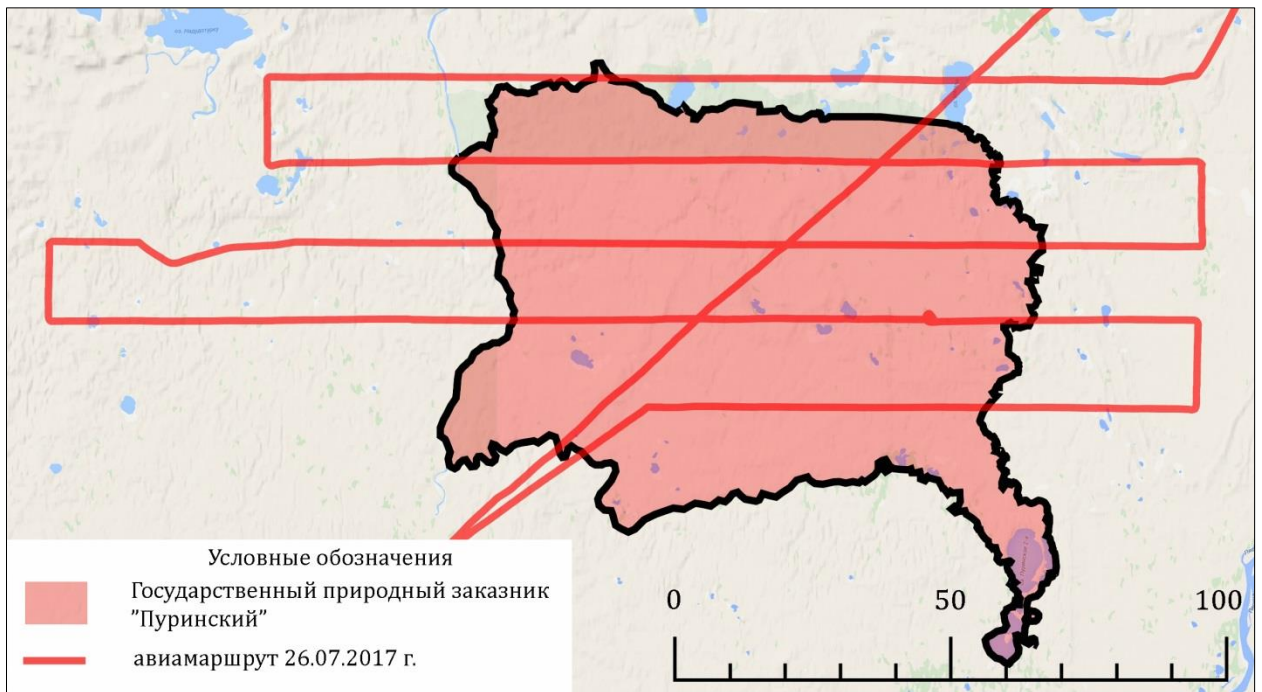 Условные обозначения
Государственный природный заказник
”Пуринский”
авиамаршрут 26.07.2017 г.
0 50 100